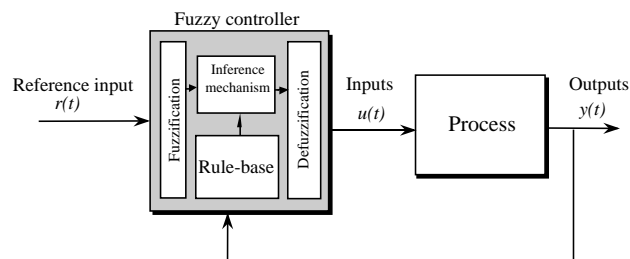 Fuzzy controller
Reference input
r(t)
Fuzzification
Inference
mechanism
Rule-base
Defuzzification
Inputs
u(t)
Process
Outputs
y(t)